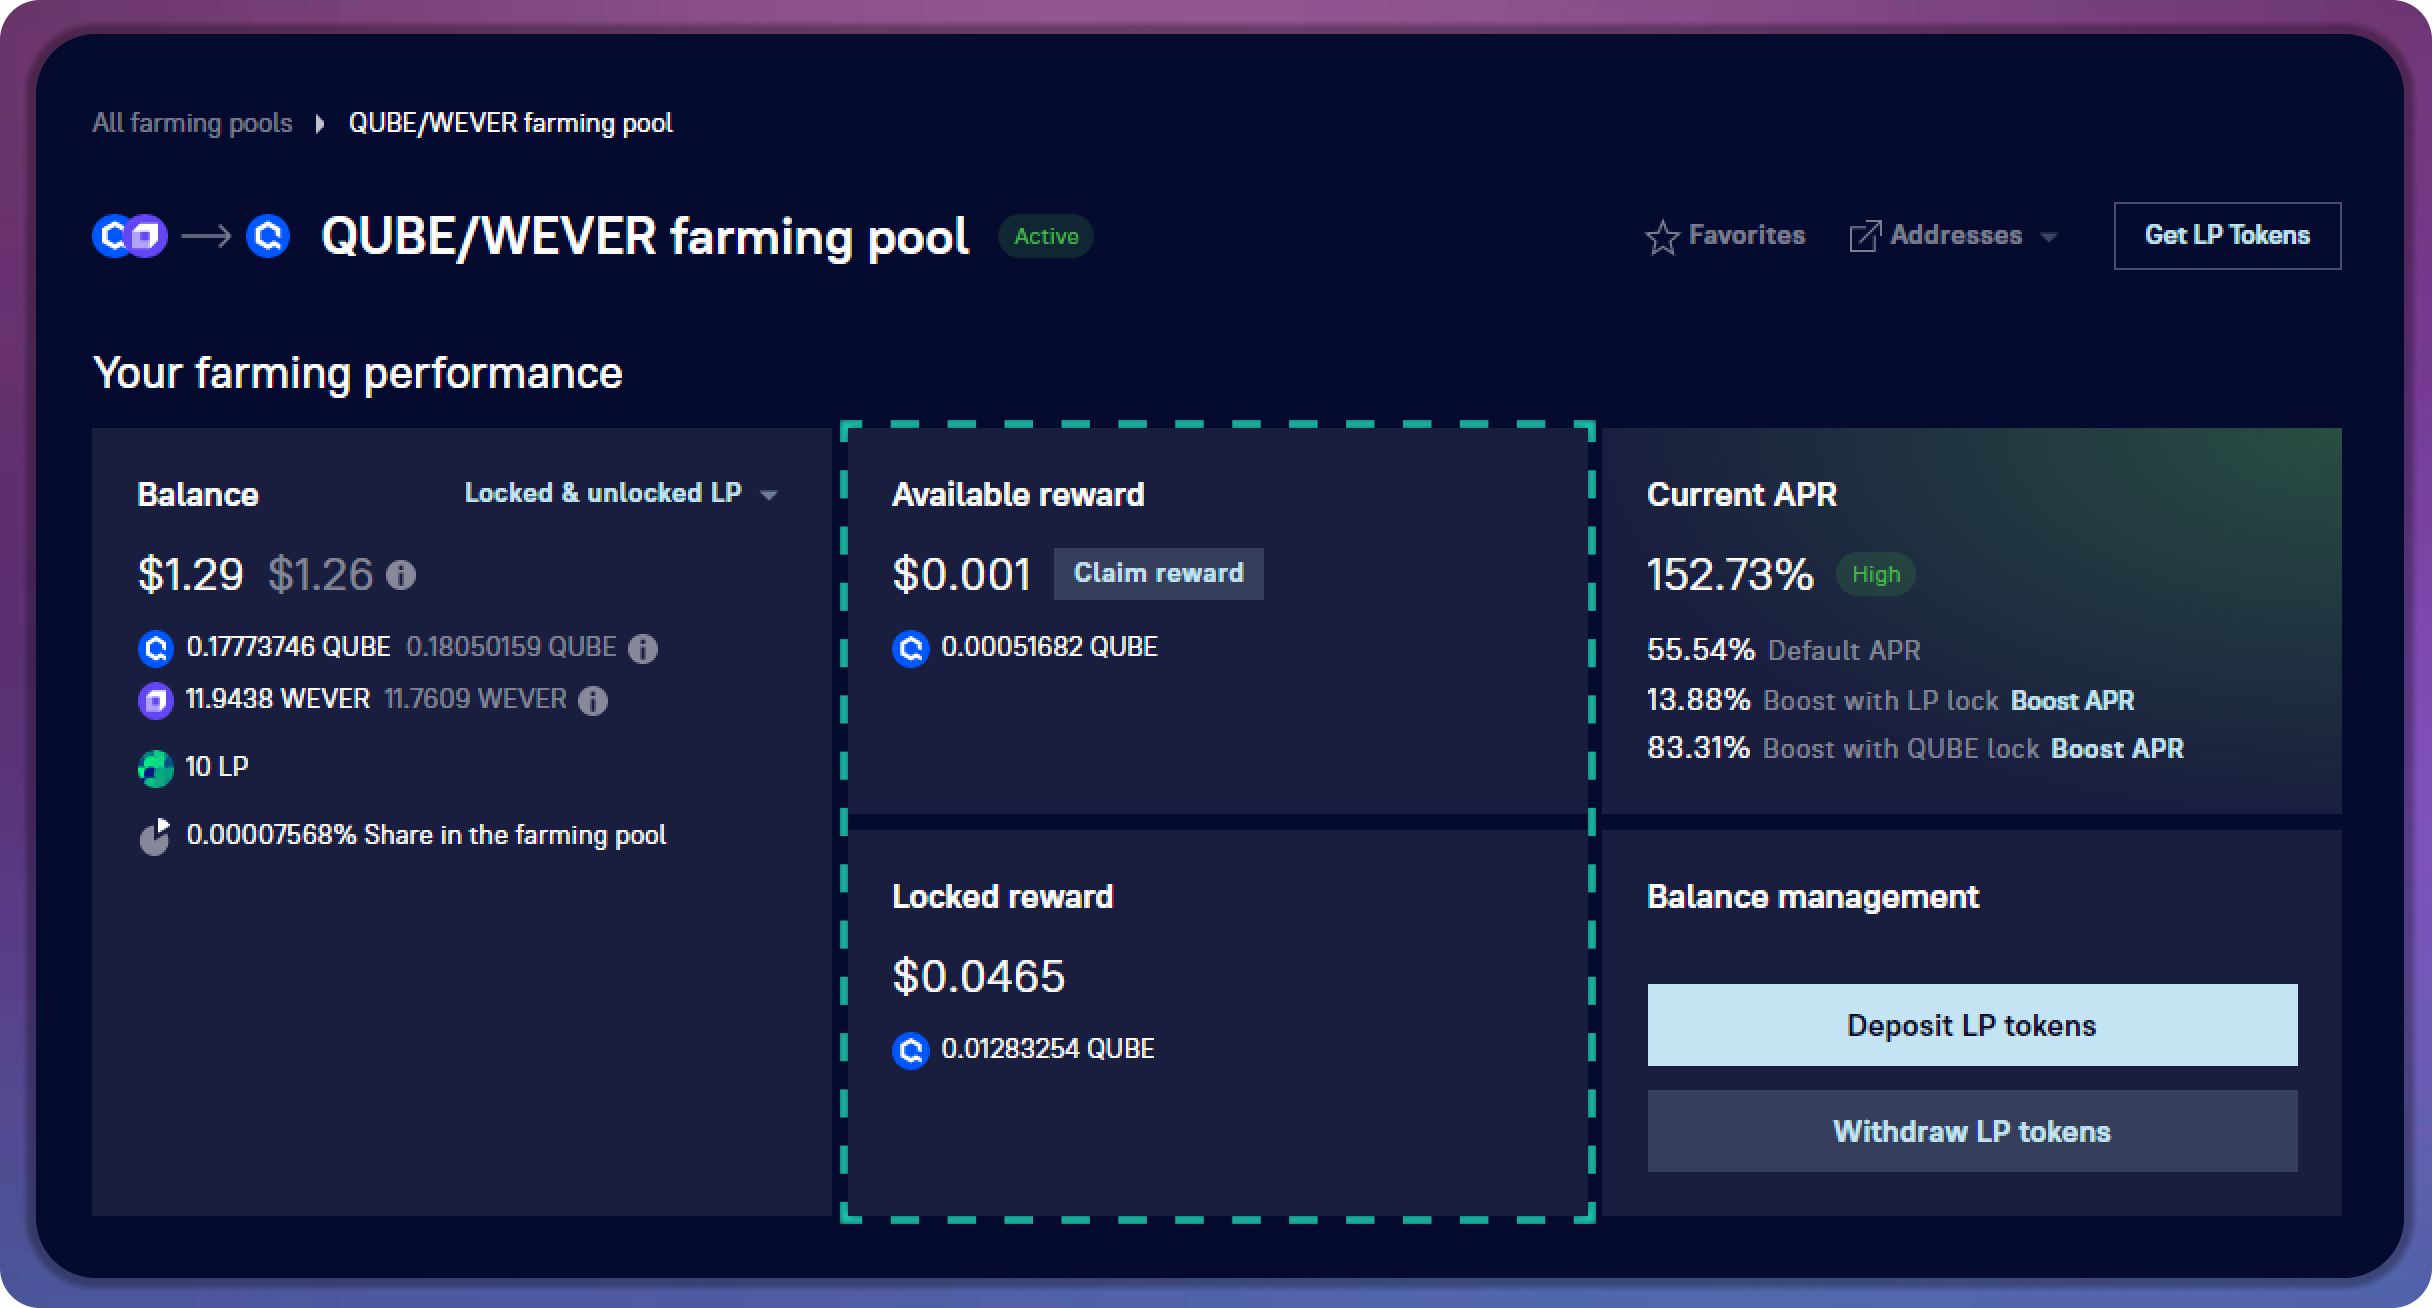 All farming pools QUBE/WEVER farming pool
QUBE/WEVER farming pool Active
Favorites Addresses Get LP Tokens
Your farming performance
Balance Locked & unlocked LP
$1.29 $1.26
0.17773746 QUBE 0.18050159 QUBE
11.9438 WEVER 11.7609 WEVER
10 LP
0.00007568% Share in the farming pool
Available reward
$0.001 Claim reward
0.00051682 QUBE
Locked reward
$0.0465
0.01283254 QUBE
Current APR
152.73% High
55.54% Default APR
13.88% Boost with LP lock Boost APR
83.31% Boost with QUBE lock Boost APR
Balance management
Deposit LP tokens
Withdraw LP tokens